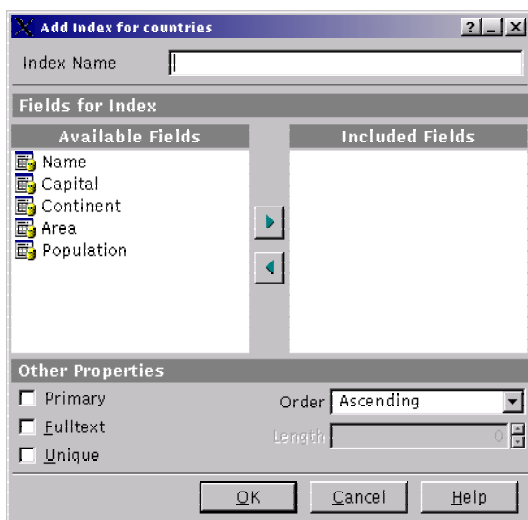 Add Index for countries
Index Name
Fields for Index
Available Fields
Included Fields
Name
Capital
Continent
Area
Population
Other Properties
Primary
Order Ascending
Fulltext
Length 0
Unique
OK Cancel Help